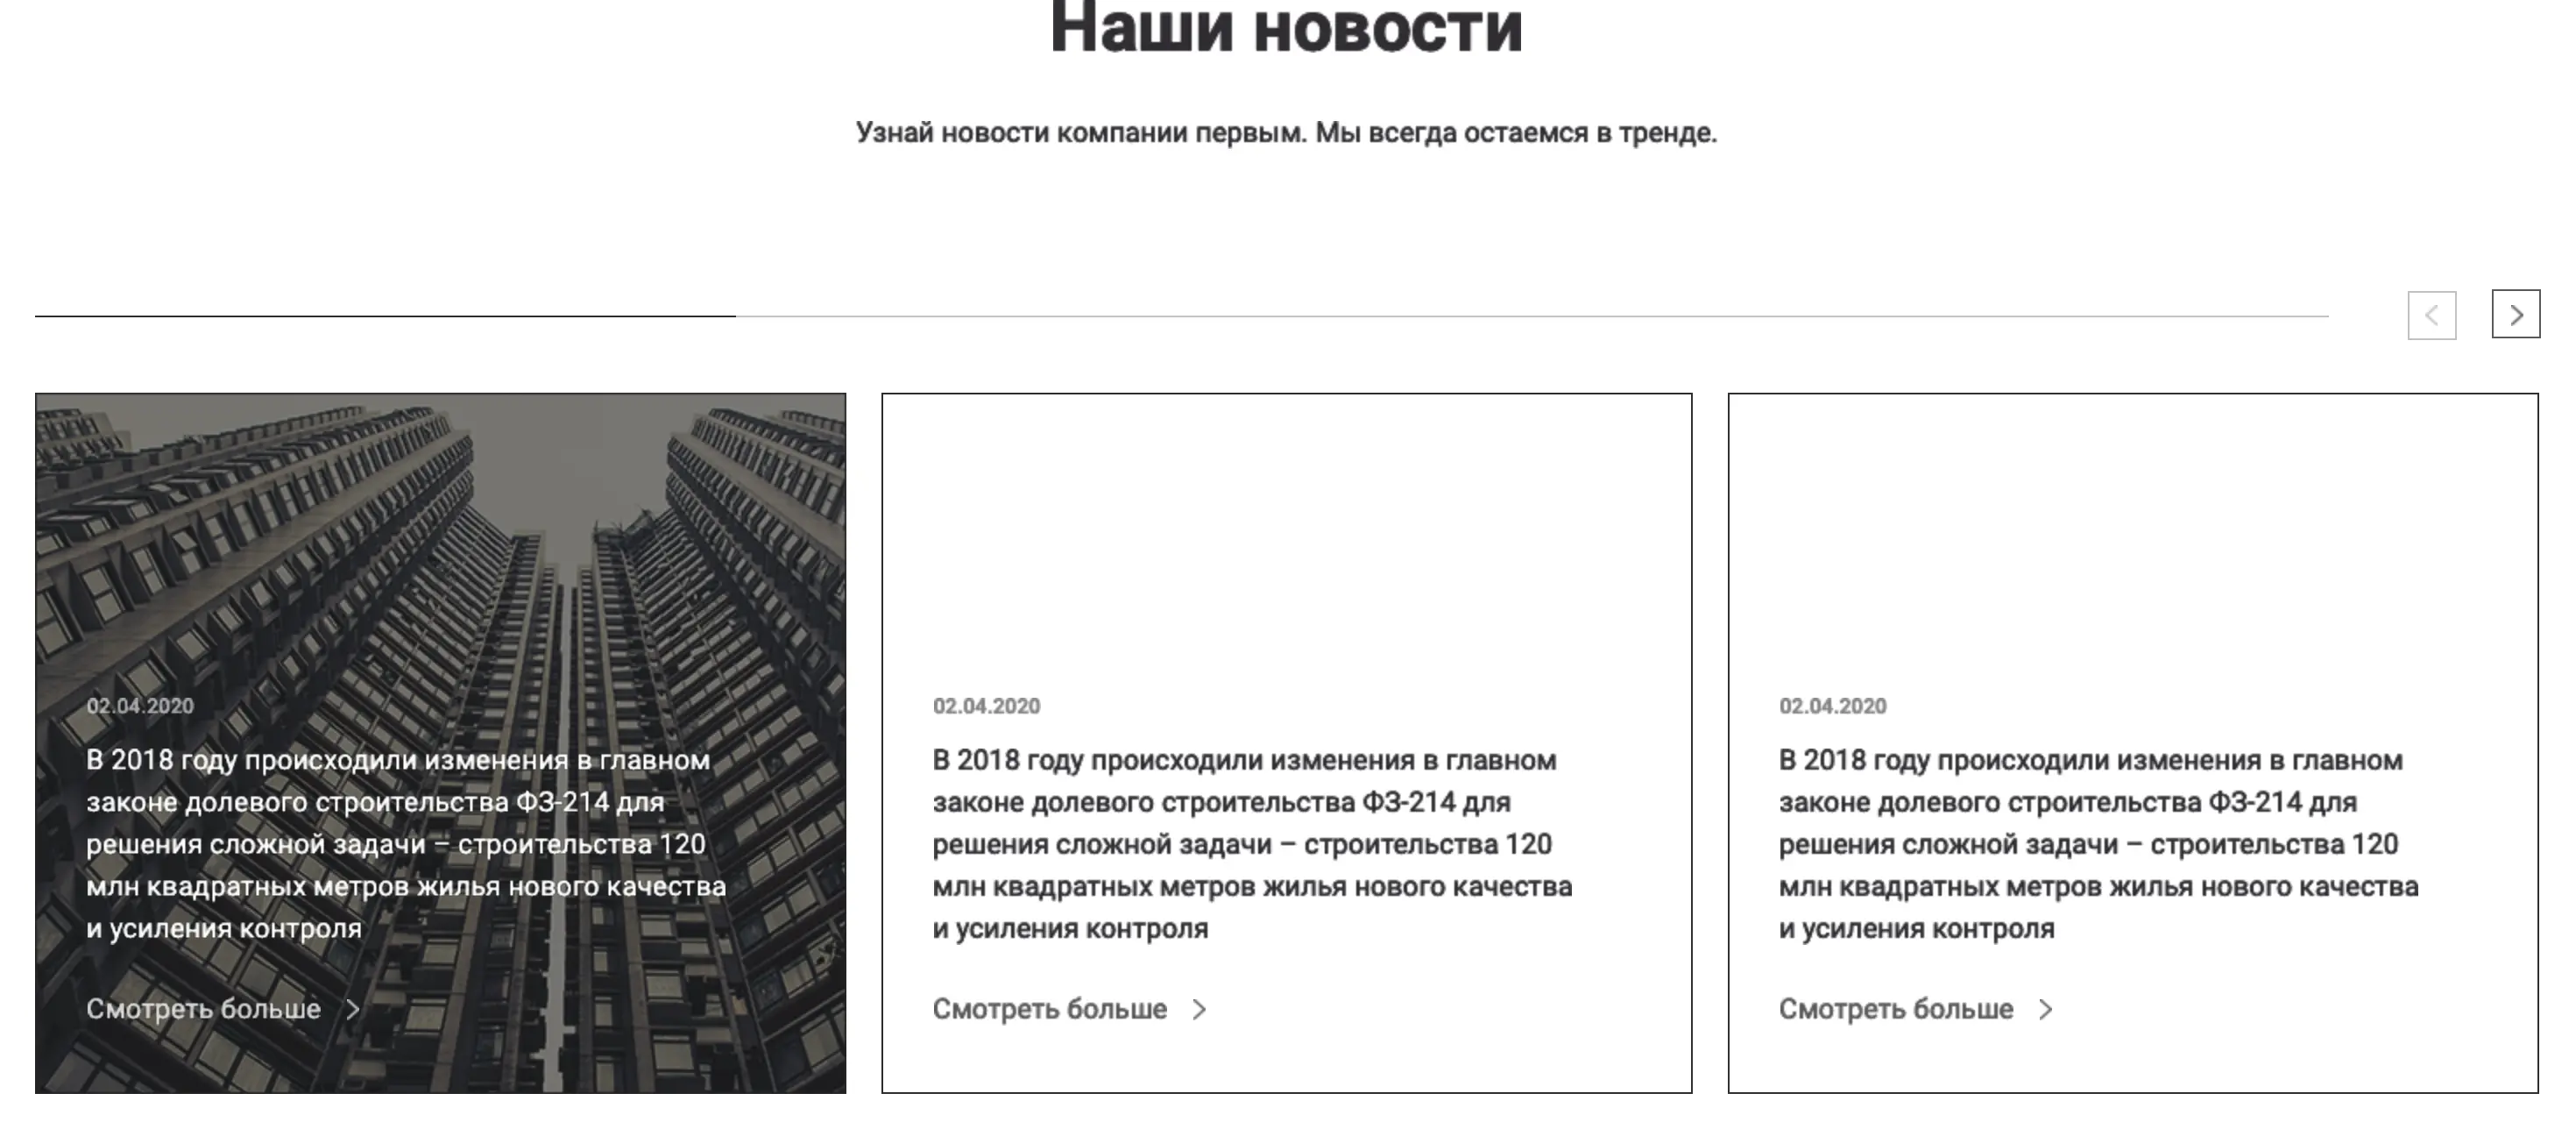 Наши новости
Узнай новости компании первым. Мы всегда остаемся в тренде.
02.04.2020
В 2018 году происходили изменения в главном
законе долевого строительства ФЗ-214 для
решения сложной задачи – строительства 120
млн квадратных метров жилья нового качества
и усиления контроля
Смотреть больше
02.04.2020
В 2018 году происходили изменения в главном
законе долевого строительства ФЗ-214 для
решения сложной задачи – строительства 120
млн квадратных метров жилья нового качества
и усиления контроля
Смотреть больше
02.04.2020
В 2018 году происходили изменения в главном
законе долевого строительства ФЗ-214 для
решения сложной задачи – строительства 120
млн квадратных метров жилья нового качества
и усиления контроля
Смотреть больше